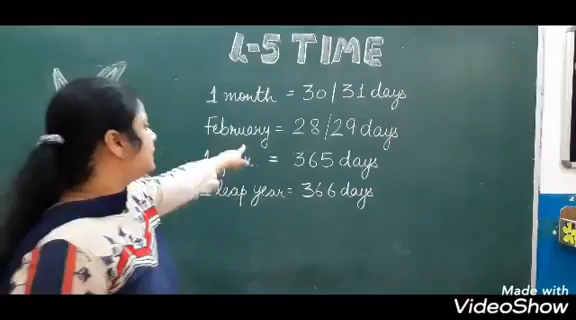 L-5 TIME
1 month = 30/31 days
February = 28/29 days
= 365 days
leap year = 366 days
Made with
VideoShow